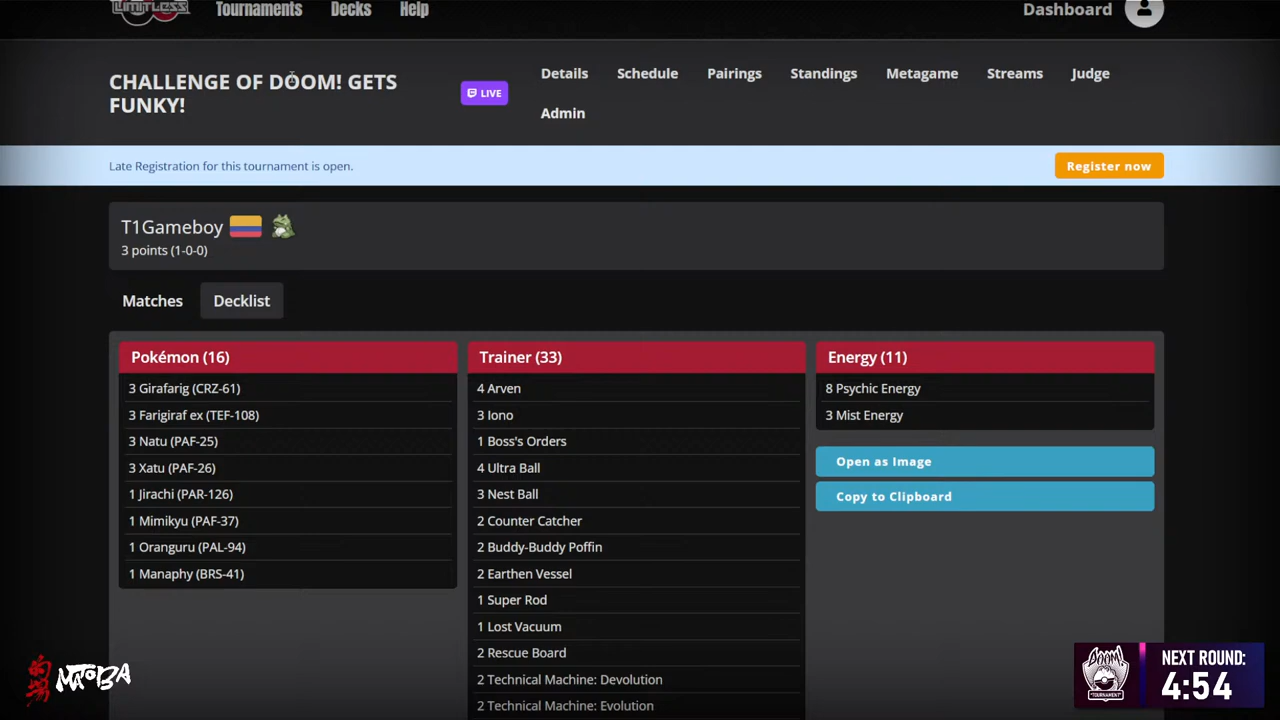 LIMITLESS
Tournaments
Decks
Help
Dashboard
CHALLENGE OF DOOM! GETS
FUNKY!
LIVE
Details
Schedule
Pairings
Standings
Metagame
Streams
Judge
Admin
Late Registration for this tournament is open.
Register now
T1Gameboy
3 points (1-0-0)
Matches
Decklist
Pokémon (16)
3 Girafarig (CRZ-61)
3 Farigiraf ex (TEF-108)
3 Natu (PAF-25)
3 Xatu (PAF-26)
1 Jirachi (PAR-126)
1 Mimikyu (PAF-37)
1 Oranguru (PAL-94)
1 Manaphy (BRS-41)
Trainer (33)
4 Arven
3 Iono
1 Boss's Orders
4 Ultra Ball
3 Nest Ball
2 Counter Catcher
2 Buddy-Buddy Poffin
2 Earthen Vessel
1 Super Rod
1 Lost Vacuum
2 Rescue Board
2 Technical Machine: Devolution
2 Technical Machine: Evolution
Energy (11)
8 Psychic Energy
3 Mist Energy
Open as Image
Copy to Clipboard
MATOBA
DOOM
TOURNAMENT
NEXT ROUND:
4:54